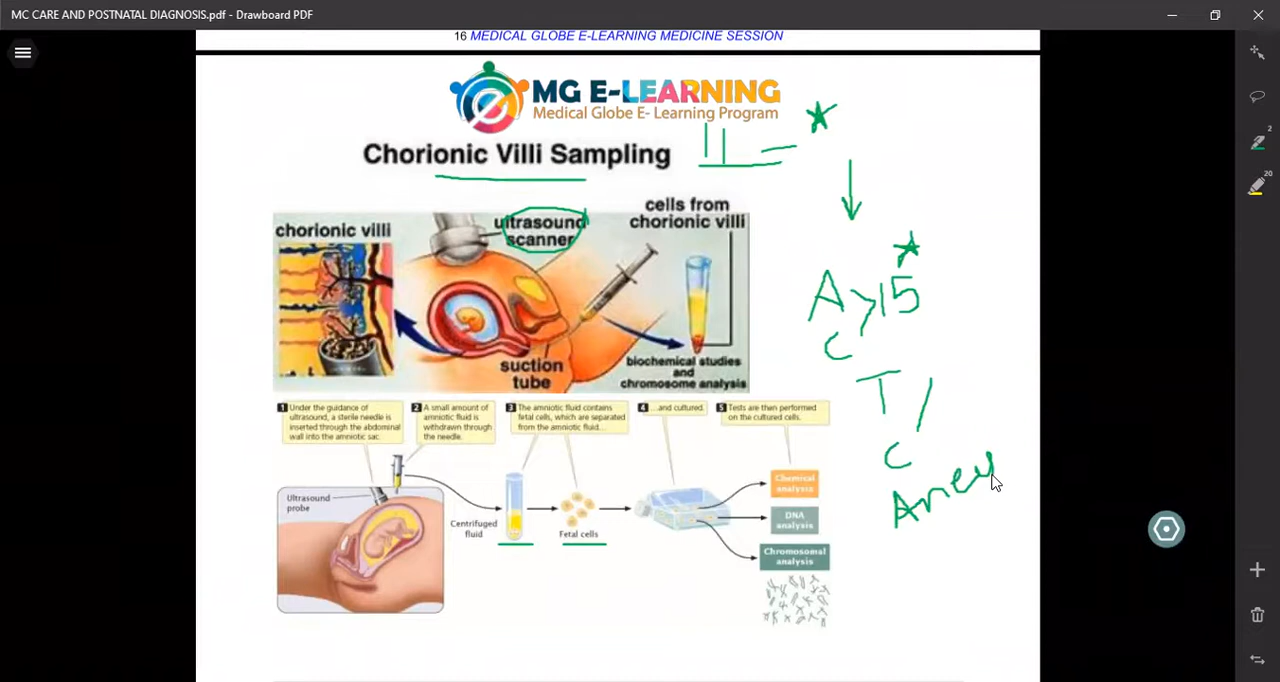 MC CARE AND POSTNATAL DIAGNOSIS.pdf - Drawboard PDF
16 MEDICAL GLOBE E-LEARNING MEDICINE SESSION
MG E-LEARNING
Medical Globe E- Learning Program
Chorionic Villi Sampling
11 =
chorionic villi
utrasound
scanner
cells from
chorionic villi
suction
tube
biochemical studies
and
chromosome analysis
A >15
C
T /
C
Aneu
1 Under the guidance of
ultrasound, a sterile needle is
inserted through the abdominal
wall into the amniotic sac.
2 A small amount of
amniotic fluid is
withdrawn through
the needle.
3 The amniotic fluid contains
fetal cells, which are separated
from the amniotic fluid...
4 ...and cultured.
5 Tests are then performed
on the cultured cells.
Ultrasound
probe
Centrifuged
fluid
Fetal cells
Chemical
analysis
DNA
analysis
Chromosomal
analysis
2
20